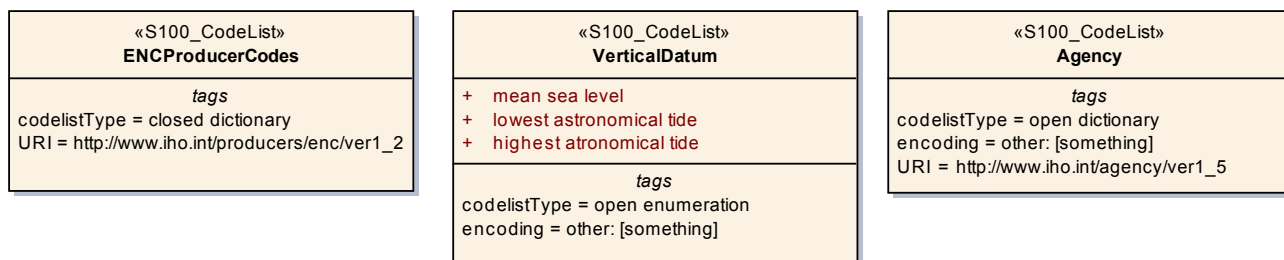 «S100_CodeList»
ENCProducerCodes
tags
codelistType = closed dictionary
URI = http://www.iho.int/producers/enc/ver1_2
«S100_CodeList»
VerticalDatum
+ mean sea level
+ lowest astronomical tide
+ highest atronomical tide
tags
codelistType = open enumeration
encoding = other: [something]
«S100_CodeList»
Agency
tags
codelistType = open dictionary
encoding = other: [something]
URI = http://www.iho.int/agency/ver1_5